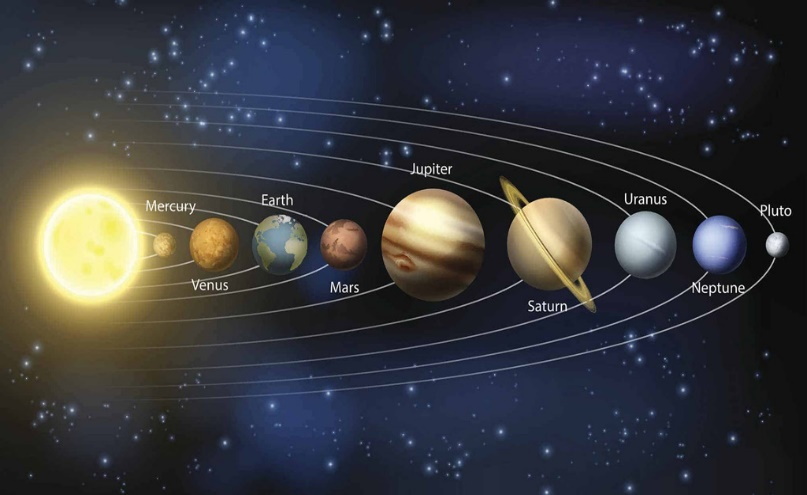 Mercury
Venus
Earth
Mars
Jupiter
Saturn
Uranus
Neptune
Pluto